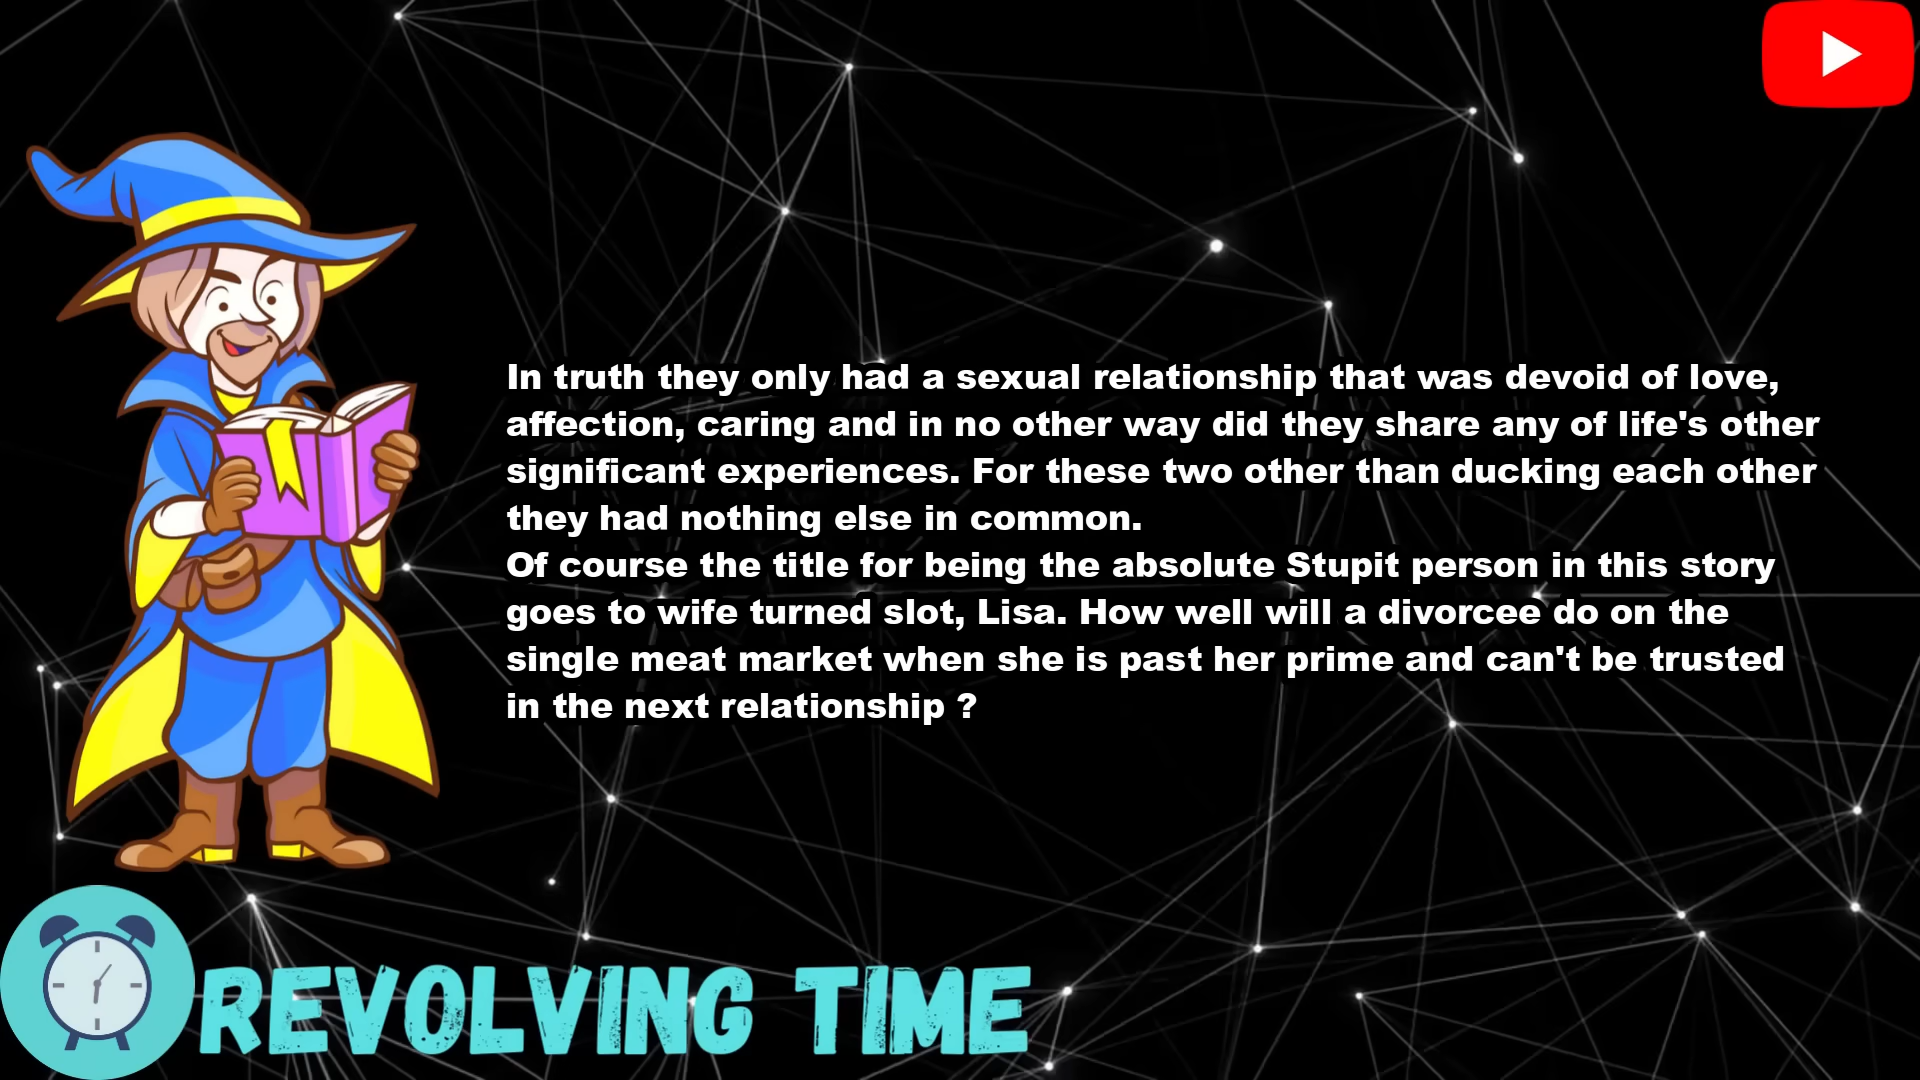 In truth they only had a sexual relationship that was devoid of love,
affection, caring and in no other way did they share any of life's other
significant experiences. For these two other than ducking each other
they had nothing else in common.
Of course the title for being the absolute Stupit person in this story
goes to wife turned slot, Lisa. How well will a divorcee do on the
single meat market when she is past her prime and can't be trusted
in the next relationship ?
REVOLVING TIME